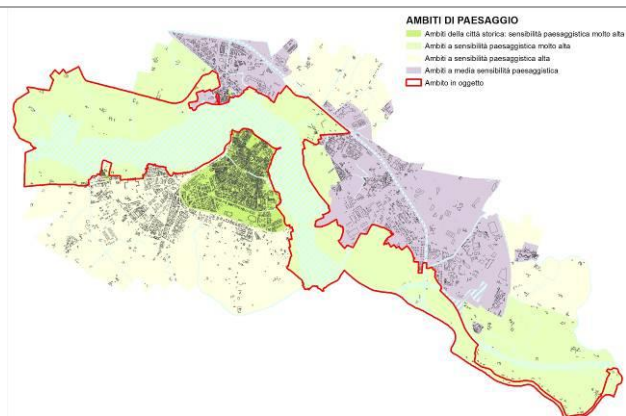 AMBITI DI PAESAGGIO
Ambiti della città storica: sensibilità paesaggistica molto alta
Ambiti a sensibilità paesaggistica molto alta
Ambiti a sensibilità paesaggistica alta
Ambiti a media sensibilità paesaggistica
Ambito in oggetto